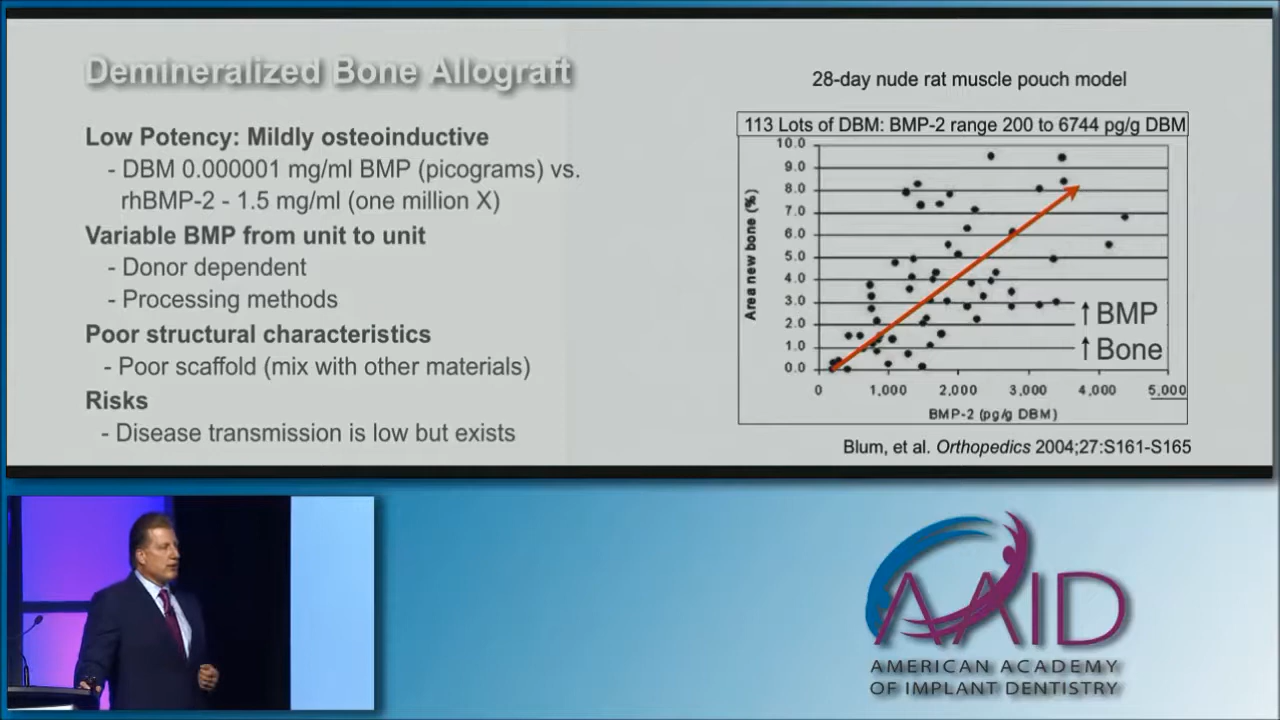 Demineralized Bone Allograft
Low Potency: Mildly osteoinductive
- DBM 0.000001 mg/ml BMP (picograms) vs.
rhBMP-2 - 1.5 mg/ml (one million X)
Variable BMP from unit to unit
- Donor dependent
- Processing methods
Poor structural characteristics
- Poor scaffold (mix with other materials)
Risks
- Disease transmission is low but exists
28-day nude rat muscle pouch model
113 Lots of DBM: BMP-2 range 200 to 6744 pg/g DBM
Area new bone (%)
10.0
9.0
8.0
7.0
6.0
5.0
4.0
3.0
2.0
1.0
0.0
↑ BMP
↑ Bone
0 1,000 2,000 3,000 4,000 5,000
BMP-2 (pg/g DBM)
Blum, et al. Orthopedics 2004;27:S161-S165
AAID
AMERICAN ACADEMY
OF IMPLANT DENTISTRY